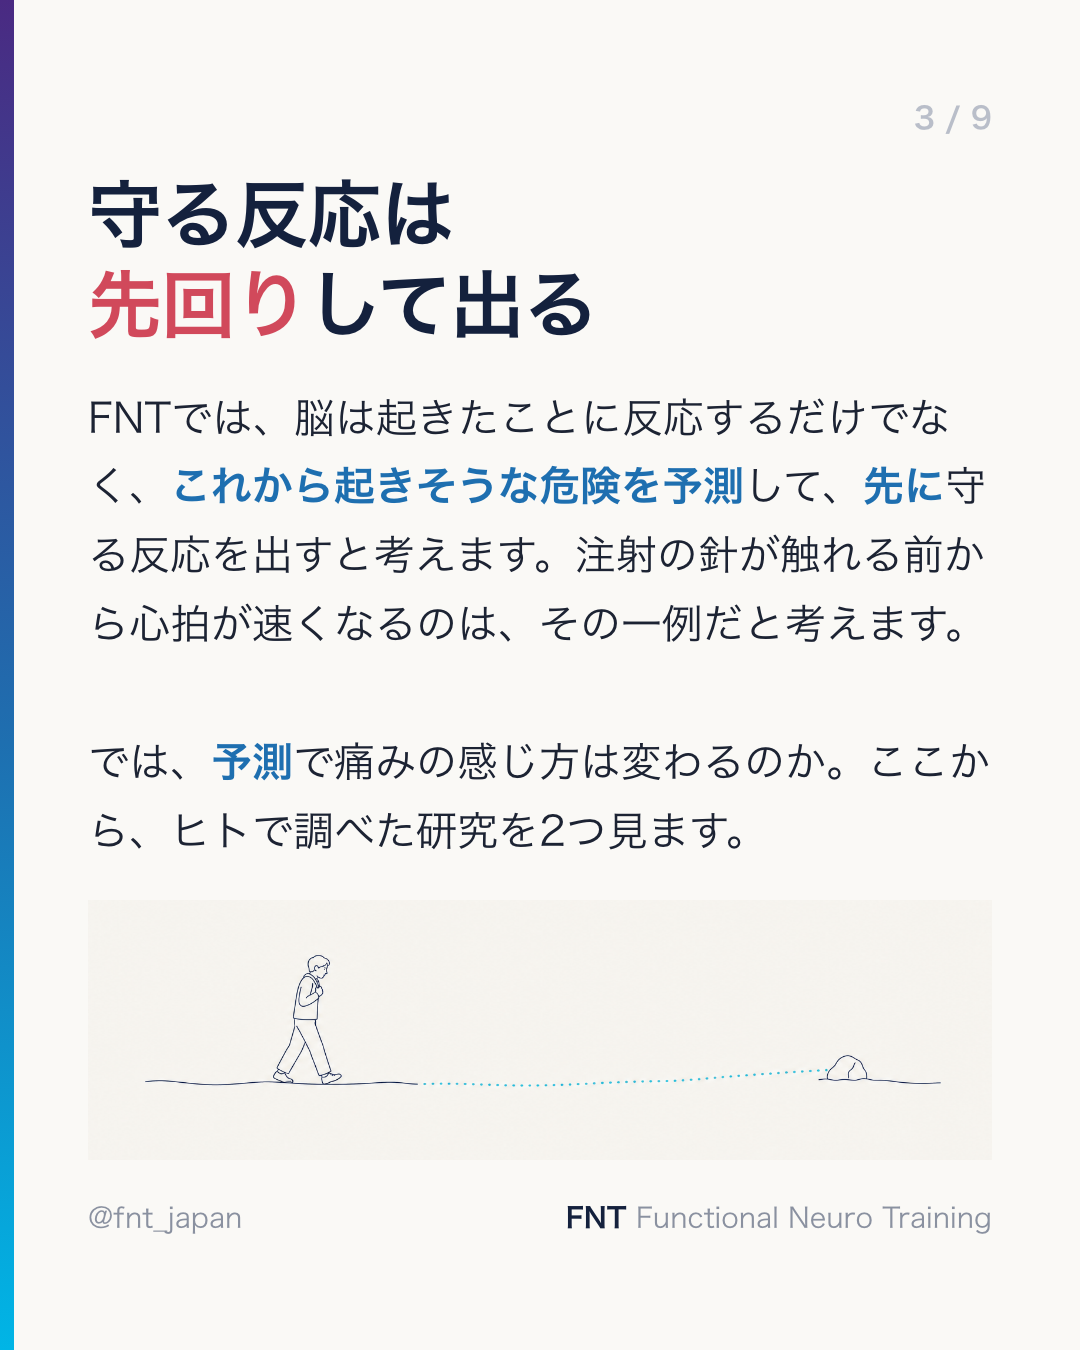 3 / 9
守る反応は
先回りして出る
FNTでは、脳は起きたことに反応するだけでな
く、これから起きそうな危険を予測して、先に守
る反応を出すと考えます。注射の針が触れる前か
ら心拍が速くなるのは、その一例だと考えます。
では、予測で痛みの感じ方は変わるのか。ここか
ら、ヒトで調べた研究を2つ見ます。
@fnt_japan
FNT Functional Neuro Training